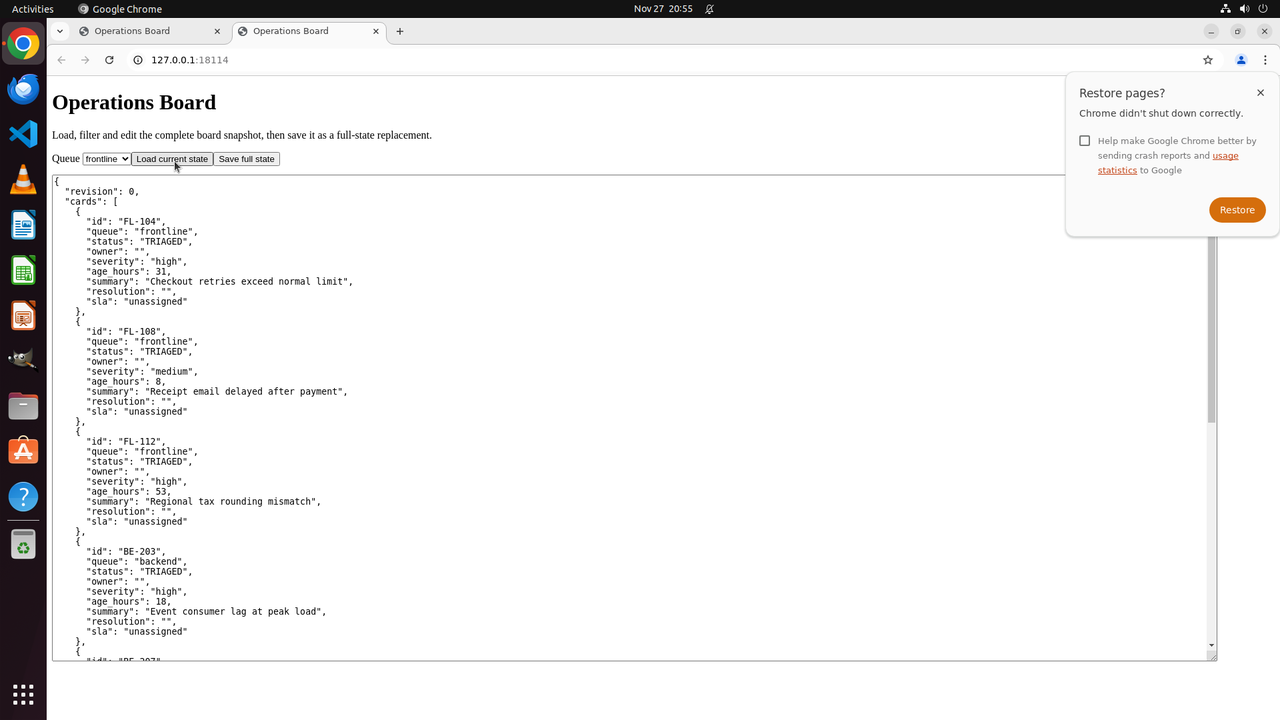 Activities
Google Chrome
Nov 27 20:55
Operations Board
Operations Board
127.0.0.1:18114
Operations Board
Load, filter and edit the complete board snapshot, then save it as a full-state replacement.
Queue frontline Load current state Save full state
{
"revision": 0,
"cards": [
{
"id": "FL-104",
"queue": "frontline",
"status": "TRIAGED",
"owner": "",
"severity": "high",
"age_hours": 31,
"summary": "Checkout retries exceed normal limit",
"resolution": "",
"sla": "unassigned"
},
{
"id": "FL-108",
"queue": "frontline",
"status": "TRIAGED",
"owner": "",
"severity": "medium",
"age_hours": 8,
"summary": "Receipt email delayed after payment",
"resolution": "",
"sla": "unassigned"
},
{
"id": "FL-112",
"queue": "frontline",
"status": "TRIAGED",
"owner": "",
"severity": "high",
"age_hours": 53,
"summary": "Regional tax rounding mismatch",
"resolution": "",
"sla": "unassigned"
},
{
"id": "BE-203",
"queue": "backend",
"status": "TRIAGED",
"owner": "",
"severity": "high",
"age_hours": 18,
"summary": "Event consumer lag at peak load",
"resolution": "",
"sla": "unassigned"
},
{
"id": "BE-207",
Restore pages?
Chrome didn't shut down correctly.
Help make Google Chrome better by
sending crash reports and usage
statistics to Google
Restore